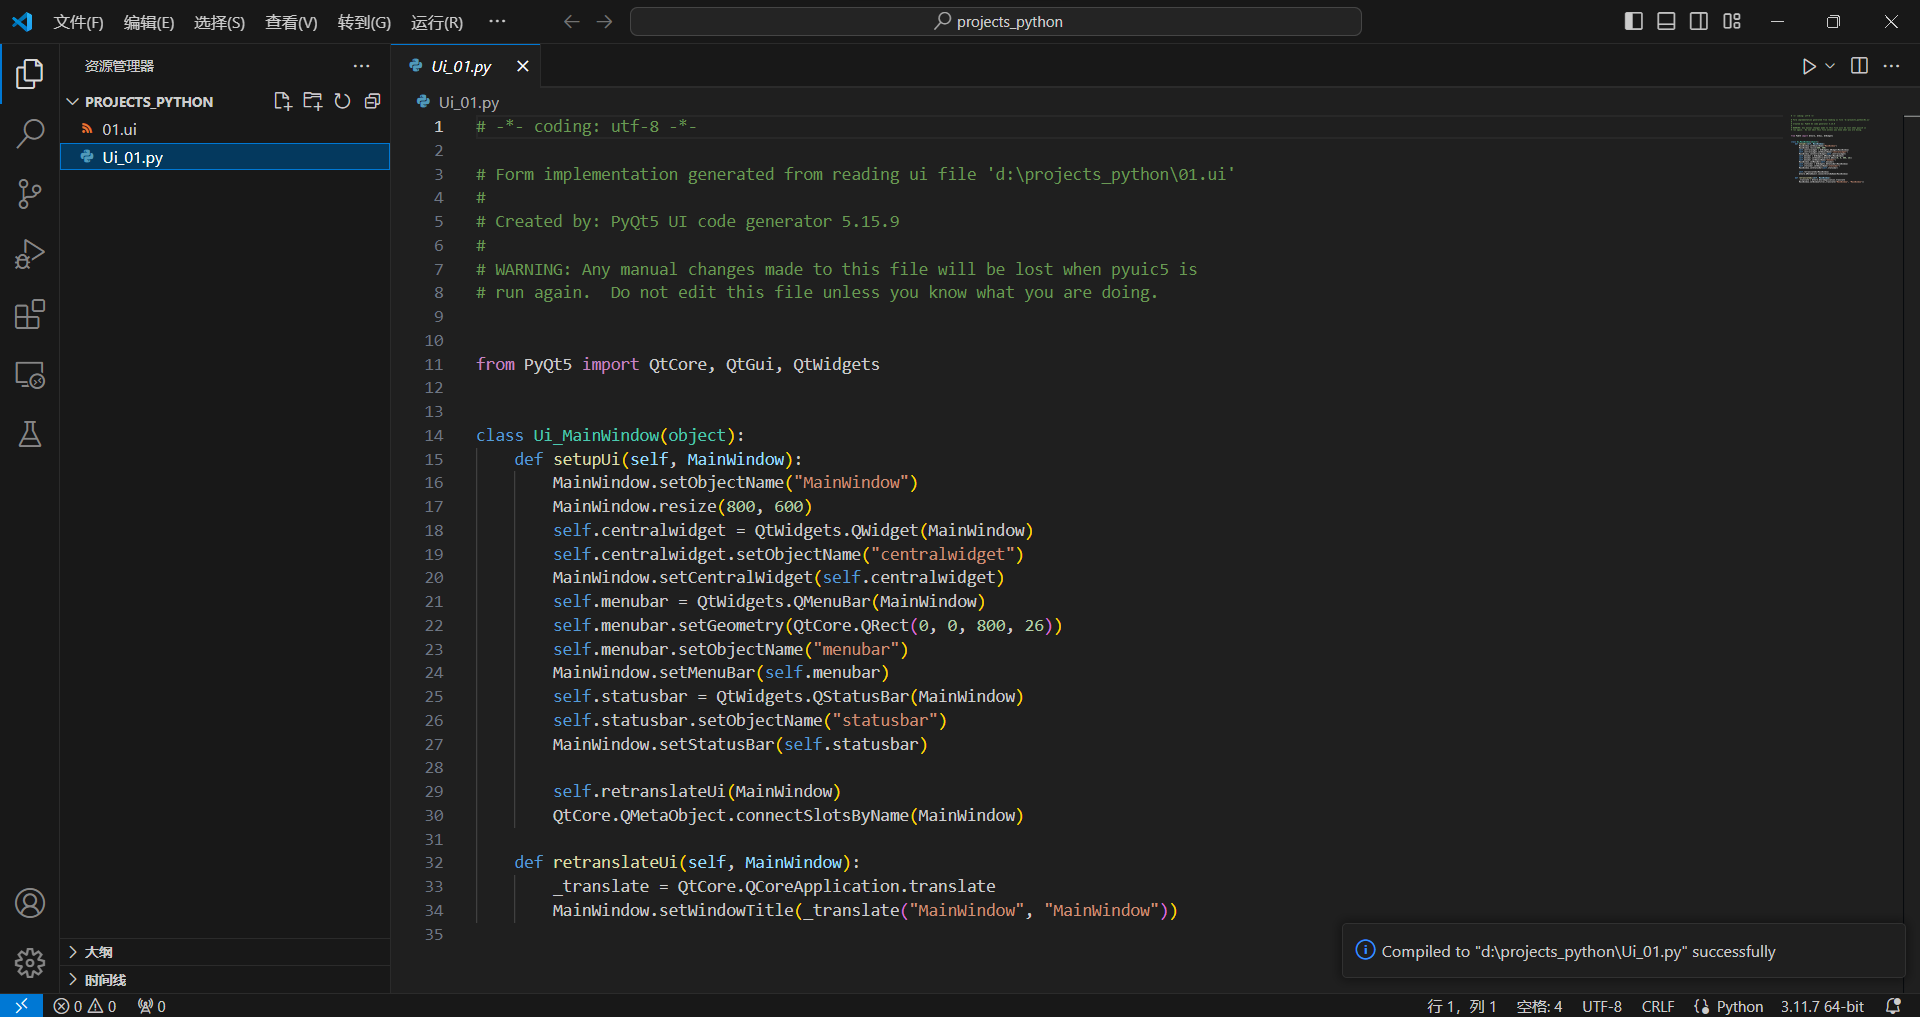 文件(F) 编辑(E) 选择(S) 查看(V) 转到(G) 运行(R) ··· projects_python
资源管理器 ···
PROJECTS_PYTHON
01.ui
Ui_01.py
大纲
时间线
Ui_01.py
Ui_01.py
1 # -*- coding: utf-8 -*-
2
3 # Form implementation generated from reading ui file 'd:\projects_python\01.ui'
4 #
5 # Created by: PyQt5 UI code generator 5.15.9
6 #
7 # WARNING: Any manual changes made to this file will be lost when pyuic5 is
8 # run again.  Do not edit this file unless you know what you are doing.
9
10
11 from PyQt5 import QtCore, QtGui, QtWidgets
12
13
14 class Ui_MainWindow(object):
15     def setupUi(self, MainWindow):
16         MainWindow.setObjectName("MainWindow")
17         MainWindow.resize(800, 600)
18         self.centralwidget = QtWidgets.QWidget(MainWindow)
19         self.centralwidget.setObjectName("centralwidget")
20         MainWindow.setCentralWidget(self.centralwidget)
21         self.menubar = QtWidgets.QMenuBar(MainWindow)
22         self.menubar.setGeometry(QtCore.QRect(0, 0, 800, 26))
23         self.menubar.setObjectName("menubar")
24         MainWindow.setMenuBar(self.menubar)
25         self.statusbar = QtWidgets.QStatusBar(MainWindow)
26         self.statusbar.setObjectName("statusbar")
27         MainWindow.setStatusBar(self.statusbar)
28
29         self.retranslateUi(MainWindow)
30         QtCore.QMetaObject.connectSlotsByName(MainWindow)
31
32     def retranslateUi(self, MainWindow):
33         _translate = QtCore.QCoreApplication.translate
34         MainWindow.setWindowTitle(_translate("MainWindow", "MainWindow"))
35
Compiled to "d:\projects_python\Ui_01.py" successfully
0 0 0 行 1，列 1 空格: 4 UTF-8 CRLF Python 3.11.7 64-bit